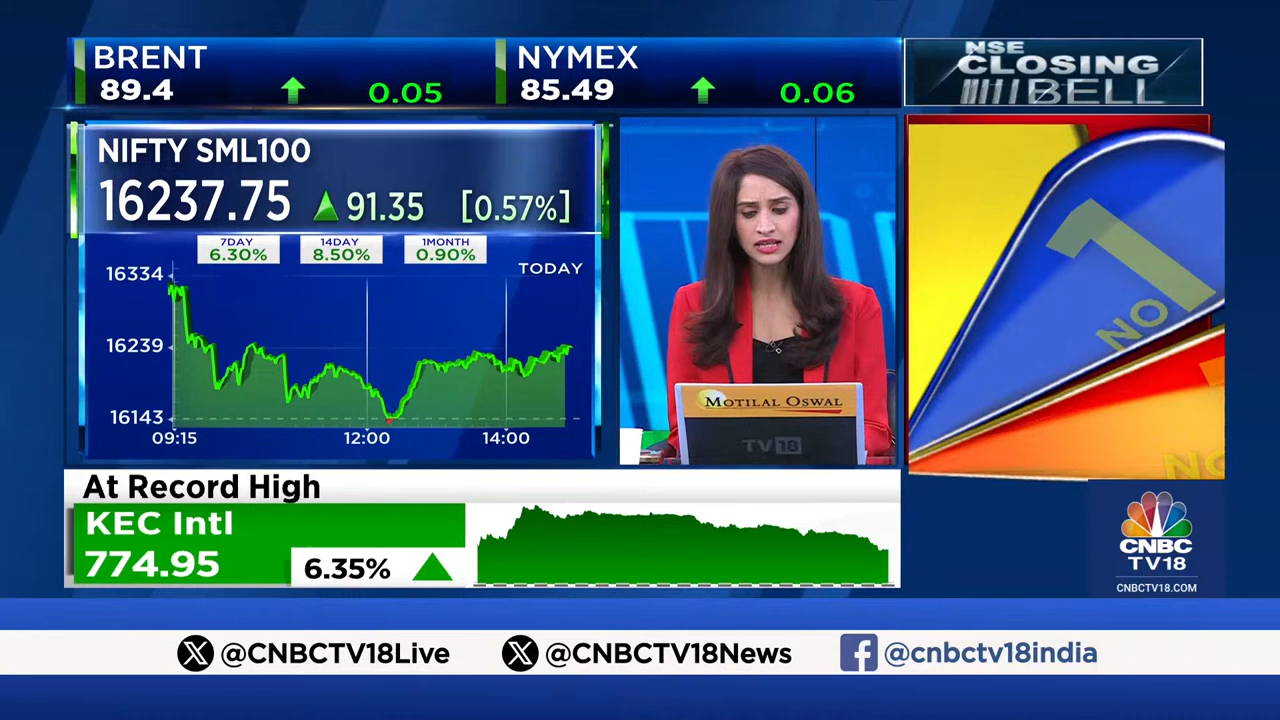 BRENT
89.4 0.05
NYMEX
85.49 0.06
NSE
CLOSING
BELL
NIFTY SML100
16237.75 91.35 [0.57%]
7DAY
6.30%
14DAY
8.50%
1MONTH
0.90%
TODAY
16334
16239
16143
09:15 12:00 14:00
MOTILAL OSWAL
TV18
NO 1
NO
At Record High
KEC Intl
774.95 6.35%
CNBC
TV18
CNBCTV18.COM
@CNBCTV18Live @CNBCTV18News @cnbctv18india